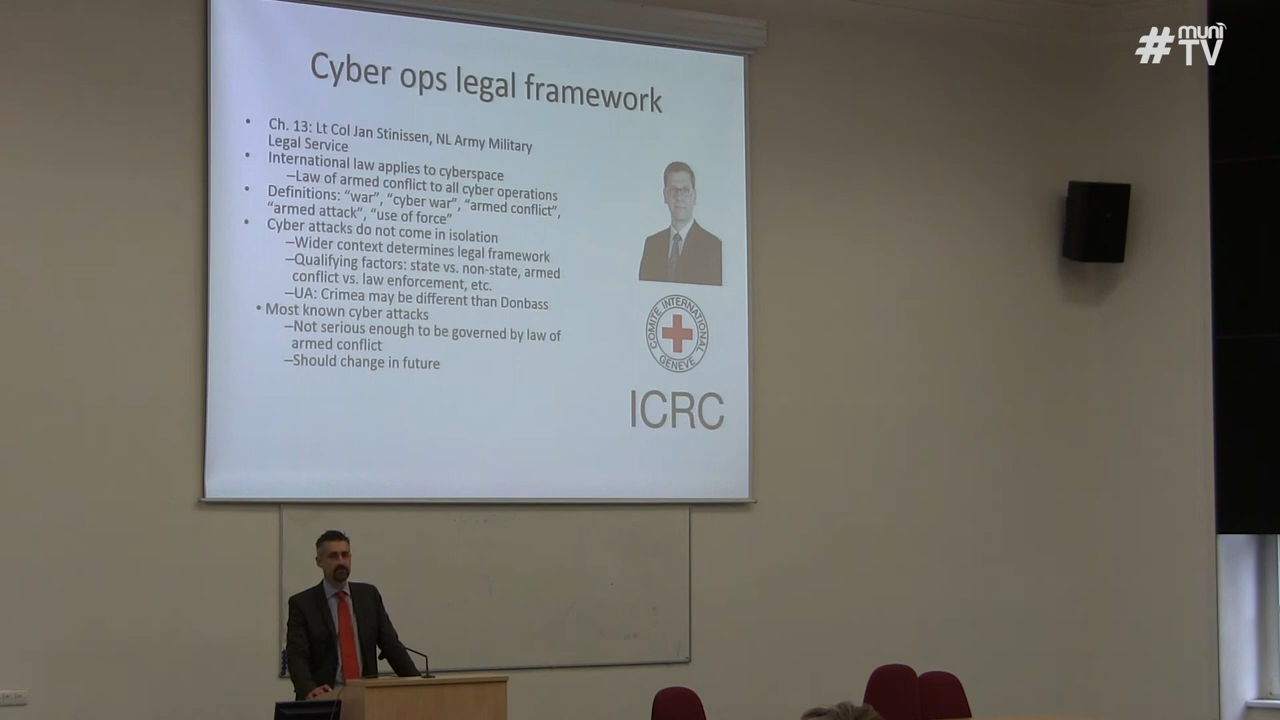 #muni
TV
Cyber ops legal framework
• Ch. 13: Lt Col Jan Stinissen, NL Army Military
Legal Service
• International law applies to cyberspace
–Law of armed conflict to all cyber operations
• Definitions: “war”, “cyber war”, “armed conflict”,
“armed attack”, “use of force”
• Cyber attacks do not come in isolation
–Wider context determines legal framework
–Qualifying factors: state vs. non-state, armed
conflict vs. law enforcement, etc.
–UA: Crimea may be different than Donbass
• Most known cyber attacks
–Not serious enough to be governed by law of
armed conflict
–Should change in future
COMITE INTERNATIONAL
GENEVE
ICRC